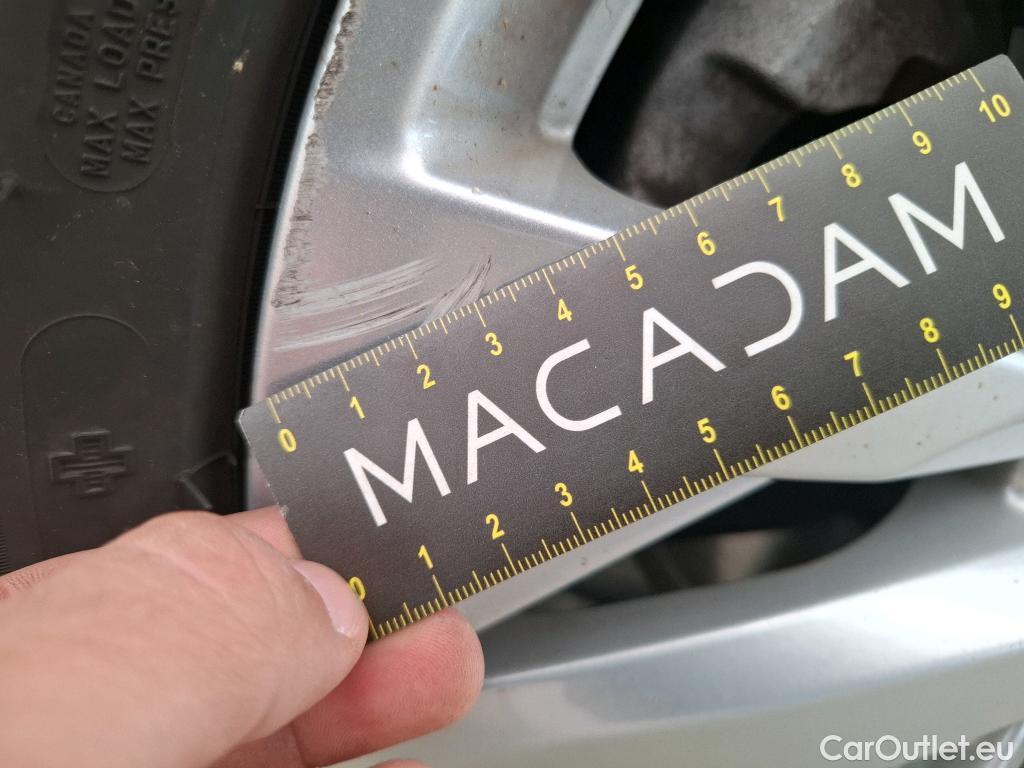 CANADA
MAX LOAD
MAX PRES
0 1 2 3 4 5 6 7 8 9 10
MACADAM
0 1 2 3 4 5 6 7 8 9
CarOutlet.eu